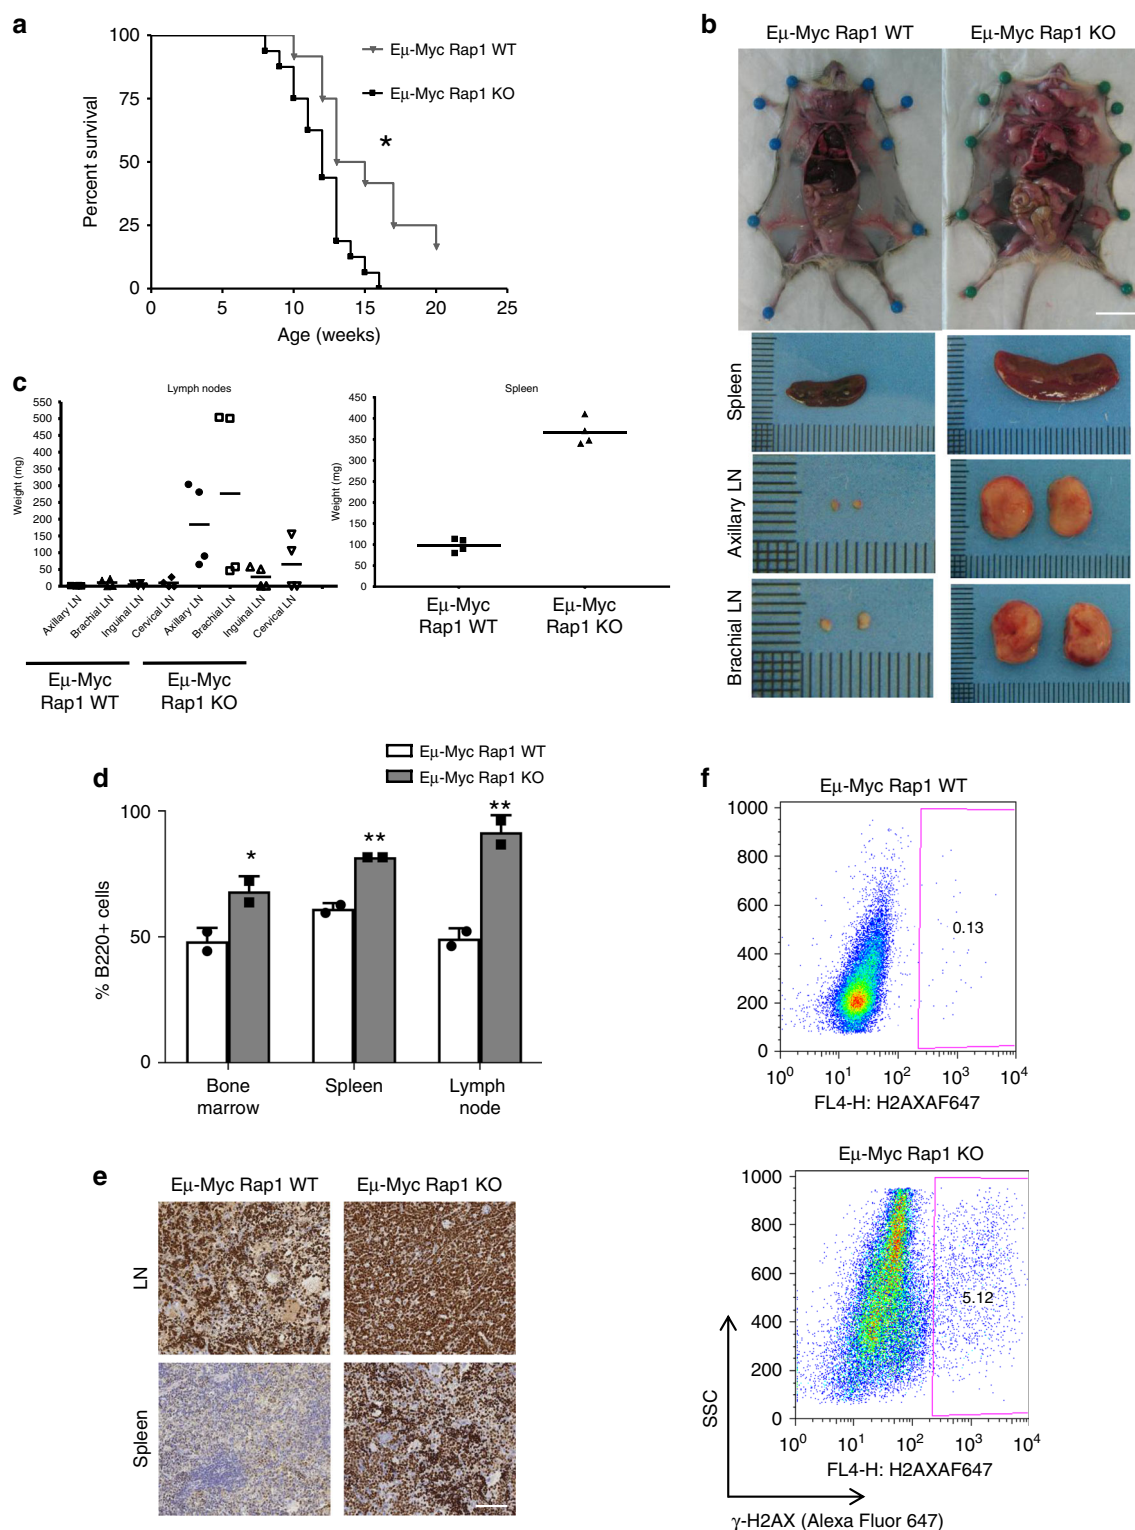 a
100
75
50
25
0
Percent survival
0 5 10 15 20 25
Age (weeks)
Eμ-Myc Rap1 WT
Eμ-Myc Rap1 KO
*
b
Eμ-Myc Rap1 WT
Eμ-Myc Rap1 KO
Spleen
Axillary LN
Brachial LN
c
Lymph nodes
550
500
450
400
350
300
250
200
150
100
50
0
Weight (mg)
Axillary LN
Brachial LN
Inguinal LN
Cervical LN
Axillary LN
Brachial LN
Inguinal LN
Cervical LN
Eμ-Myc
Rap1 WT
Eμ-Myc
Rap1 KO
Spleen
450
400
350
300
250
200
150
100
50
0
Weight (mg)
Eμ-Myc
Rap1 WT
Eμ-Myc
Rap1 KO
d
Eμ-Myc Rap1 WT
Eμ-Myc Rap1 KO
100
50
0
% B220+ cells
*
**
**
Bone
marrow
Spleen
Lymph
node
e
Eμ-Myc Rap1 WT
Eμ-Myc Rap1 KO
LN
Spleen
f
Eμ-Myc Rap1 WT
1000
800
600
400
200
0
0.13
10⁰ 10¹ 10² 10³ 10⁴
FL4-H: H2AXAF647
Eμ-Myc Rap1 KO
1000
800
600
400
200
0
5.12
10⁰ 10¹ 10² 10³ 10⁴
FL4-H: H2AXAF647
SSC
γ-H2AX (Alexa Fluor 647)